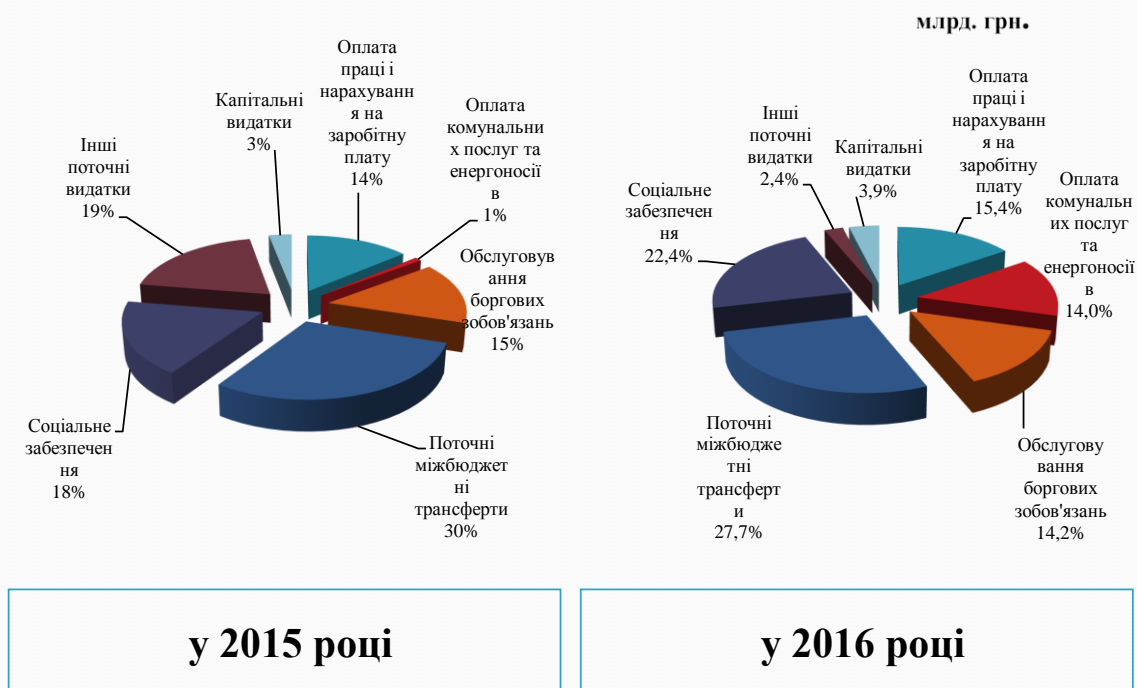 млрд. грн.
Оплата
праці і
нарахуванн
я на
заробітну
плату
14%
Оплата
комунальни
х послуг та
енергоносії
в
1%
Обслуговув
ання
боргових
зобов'язань
15%
Поточні
міжбюджет
ні
трансферти
30%
Соціальне
забезпечен
ня
18%
Інші
поточні
видатки
19%
Капітальні
видатки
3%
Оплата
праці і
нарахуванн
я на
заробітну
плату
15,4%
Оплата
комунальн
их послуг
та
енергоносії
в
14,0%
Обслугову
вання
боргових
зобов'язань
14,2%
Поточні
міжбюдже
тні
трансферт
и
27,7%
Соціальне
забезпечен
ня
22,4%
Інші
поточні
видатки
2,4%
Капітальні
видатки
3,9%
у 2015 році
у 2016 році